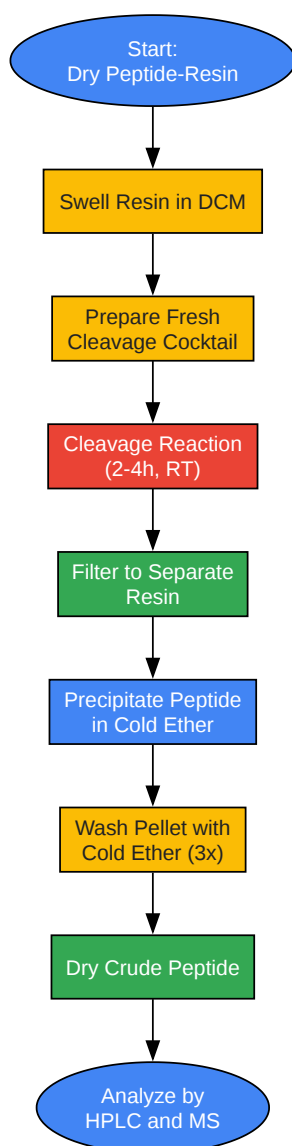 Start:
Dry Peptide-Resin
Swell Resin in DCM
Prepare Fresh
Cleavage Cocktail
Cleavage Reaction
(2-4h, RT)
Filter to Separate
Resin
Precipitate Peptide
in Cold Ether
Wash Pellet with
Cold Ether (3x)
Dry Crude Peptide
Analyze by
HPLC and MS